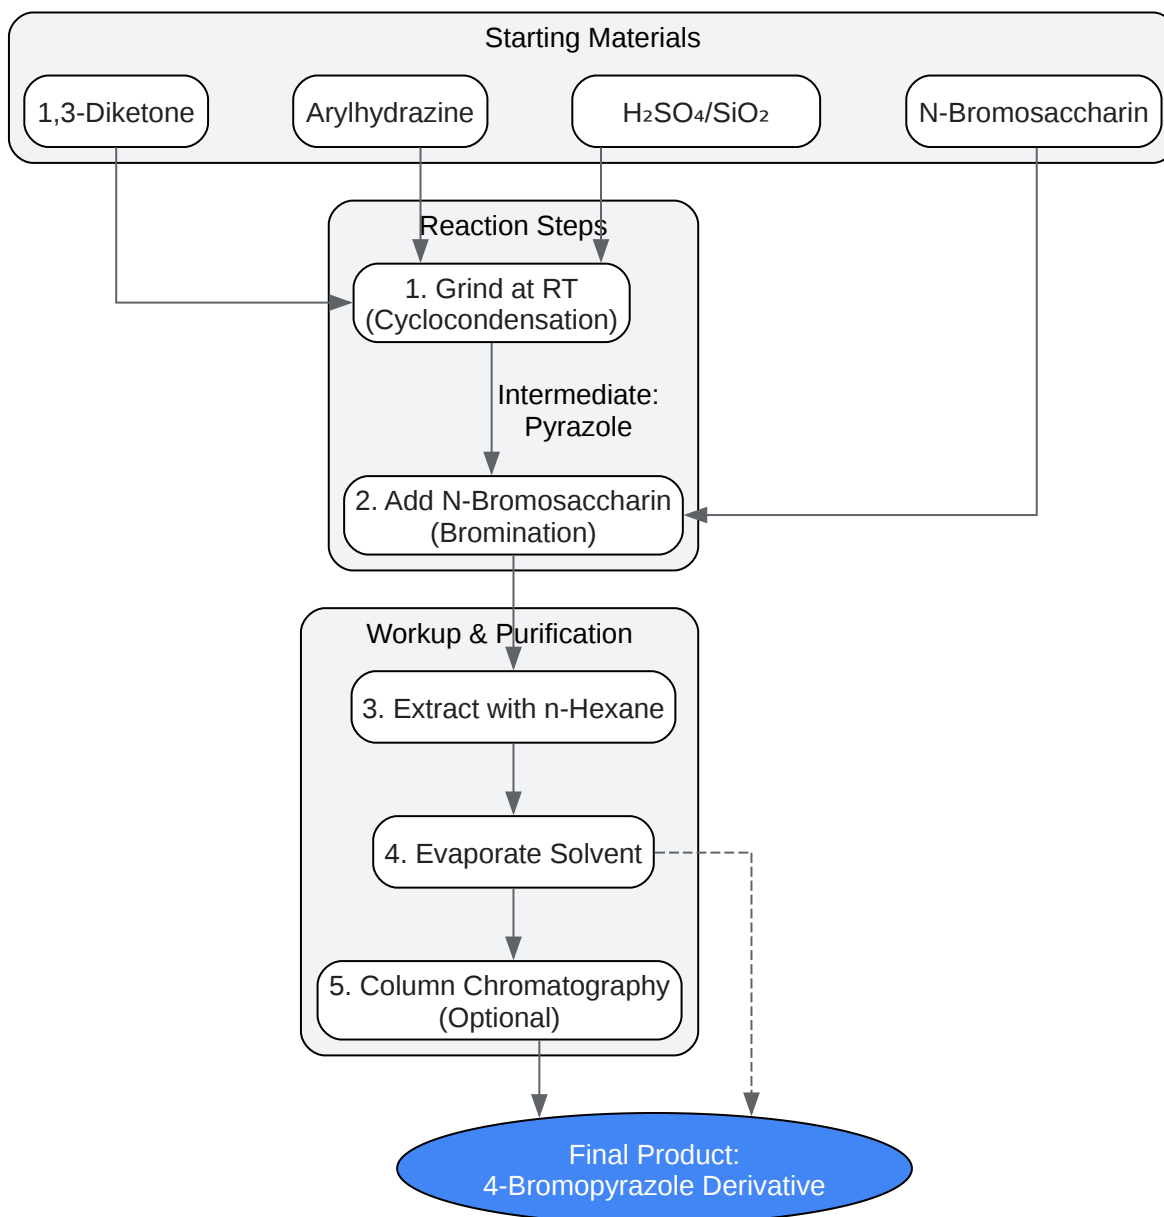 Starting Materials
1,3-Diketone
Arylhydrazine
H₂SO₄/SiO₂
N-Bromosaccharin
Reaction Steps
1. Grind at RT
(Cyclocondensation)
Intermediate:
Pyrazole
2. Add N-Bromosaccharin
(Bromination)
Workup & Purification
3. Extract with n-Hexane
4. Evaporate Solvent
5. Column Chromatography
(Optional)
Final Product:
4-Bromopyrazole Derivative